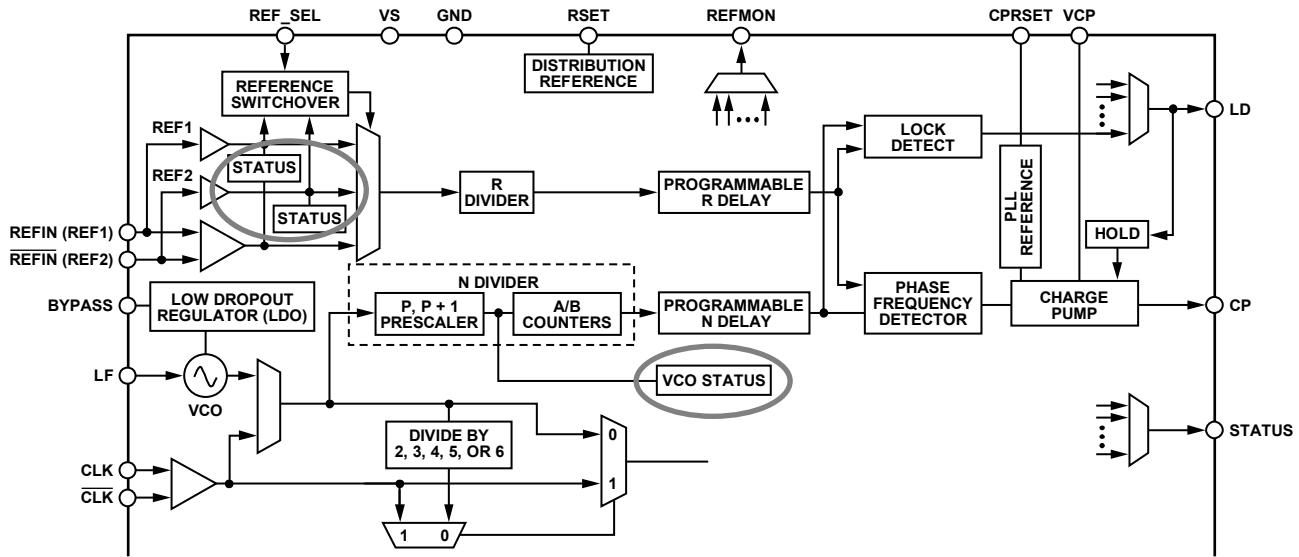 REF_SEL
VS
GND
RSET
REFMON
CPRSET
VCP
DISTRIBUTION
REFERENCE
REFERENCE
SWITCHOVER
REF1
STATUS
REF2
STATUS
R
DIVIDER
PROGRAMMABLE
R DELAY
LOCK
DETECT
PLL
REFERENCE
LD
HOLD
REFIN (REF1)
REFIN (REF2)
BYPASS
LOW DROPOUT
REGULATOR (LDO)
N DIVIDER
P, P + 1
PRESCALER
A/B
COUNTERS
PROGRAMMABLE
N DELAY
PHASE
FREQUENCY
DETECTOR
CHARGE
PUMP
CP
LF
VCO
VCO STATUS
DIVIDE BY
2, 3, 4, 5, OR 6
0
1
STATUS
CLK
CLK
1 0